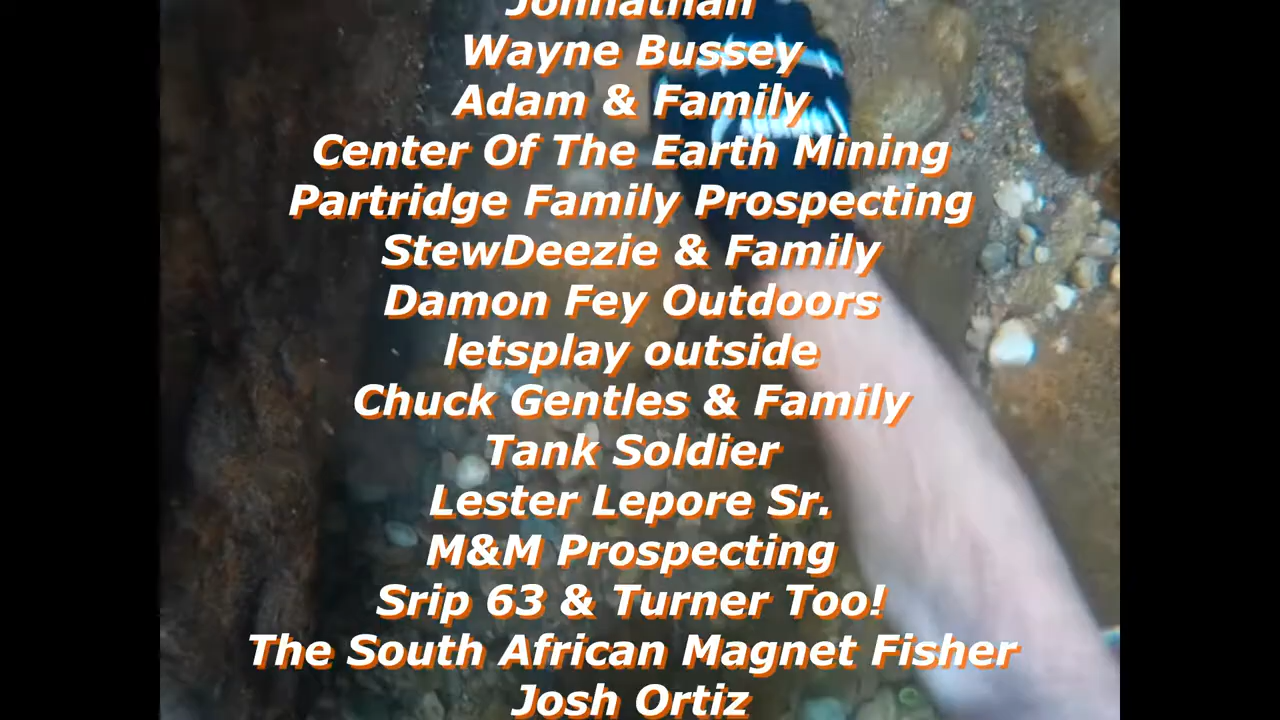 Johnathan
Wayne Bussey
Adam & Family
Center Of The Earth Mining
Partridge Family Prospecting
StewDeezie & Family
Damon Fey Outdoors
letsplay outside
Chuck Gentles & Family
Tank Soldier
Lester Lepore Sr.
M&M Prospecting
Srip 63 & Turner Too!
The South African Magnet Fisher
Josh Ortiz